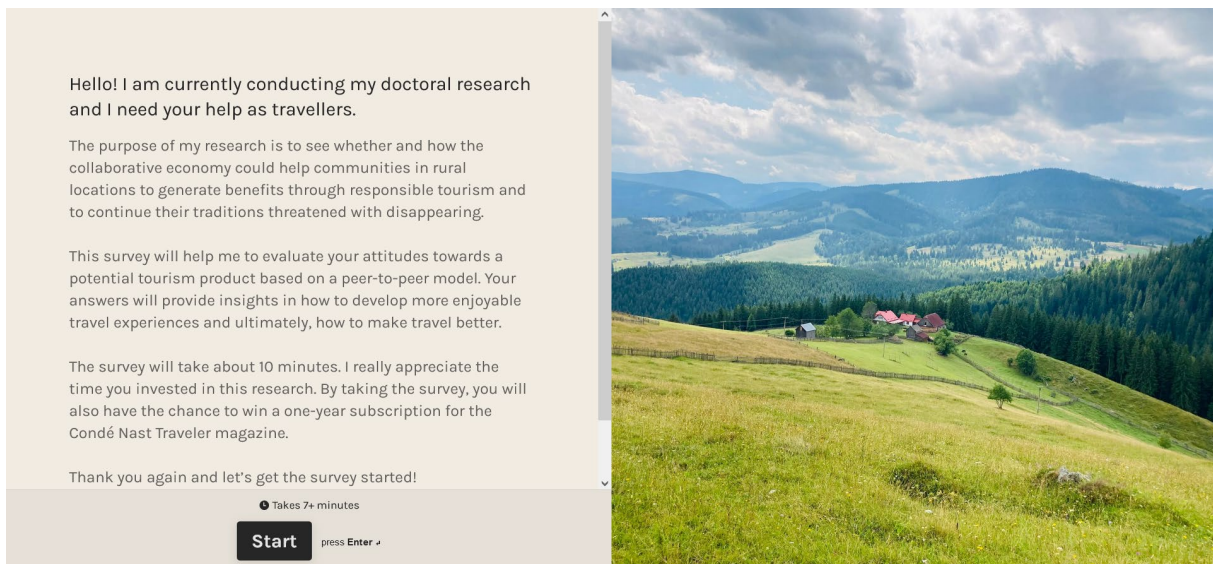 Hello! I am currently conducting my doctoral research
and I need your help as travellers.
The purpose of my research is to see whether and how the
collaborative economy could help communities in rural
locations to generate benefits through responsible tourism and
to continue their traditions threatened with disappearing.
This survey will help me to evaluate your attitudes towards a
potential tourism product based on a peer-to-peer model. Your
answers will provide insights in how to develop more enjoyable
travel experiences and ultimately, how to make travel better.
The survey will take about 10 minutes. I really appreciate the
time you invested in this research. By taking the survey, you will
also have the chance to win a one-year subscription for the
Condé Nast Traveler magazine.
Thank you again and let's get the survey started!
Takes 7+ minutes
Start press Enter ↵